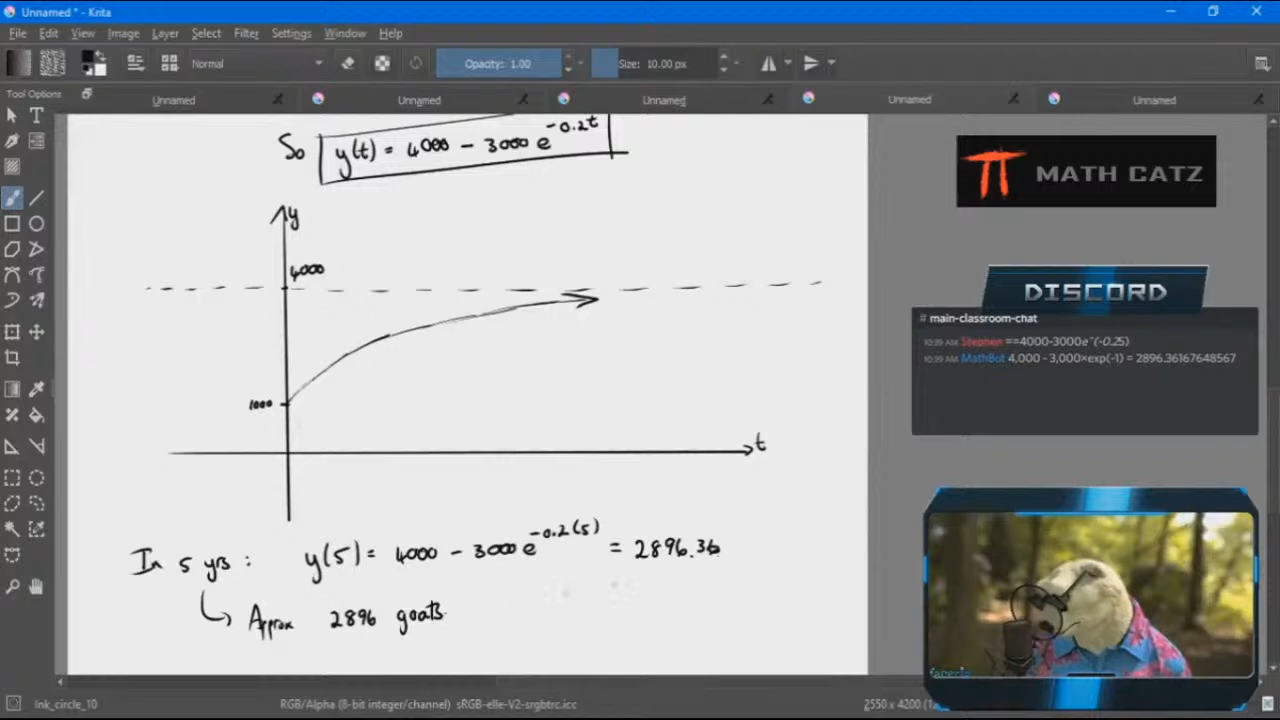 Unnamed * - Krita
File Edit View Image Layer Select Filter Settings Window Help
Normal Opacity: 1.00 Size: 10.00 px
Tool Options
Unnamed Unnamed Unnamed Unnamed Unnamed
So y(t) = 4000 - 3000 e^-0.2t
y
4000
1000
t
In 5 yrs : y(5) = 4000 - 3000 e^-0.2(5) = 2896.36
Approx 2896 goats
π MATH CATZ
DISCORD
# main-classroom-chat
10:39 AM Stephen ==4000-3000eˆ(-0.25)
10:39 AM MathBot 4,000 - 3,000×exp(-1) = 2896.36167648567
Ink_circle_10 RGB/Alpha (8-bit integer/channel) sRGB-elle-V2-srgbtrc.icc 2550 x 4200